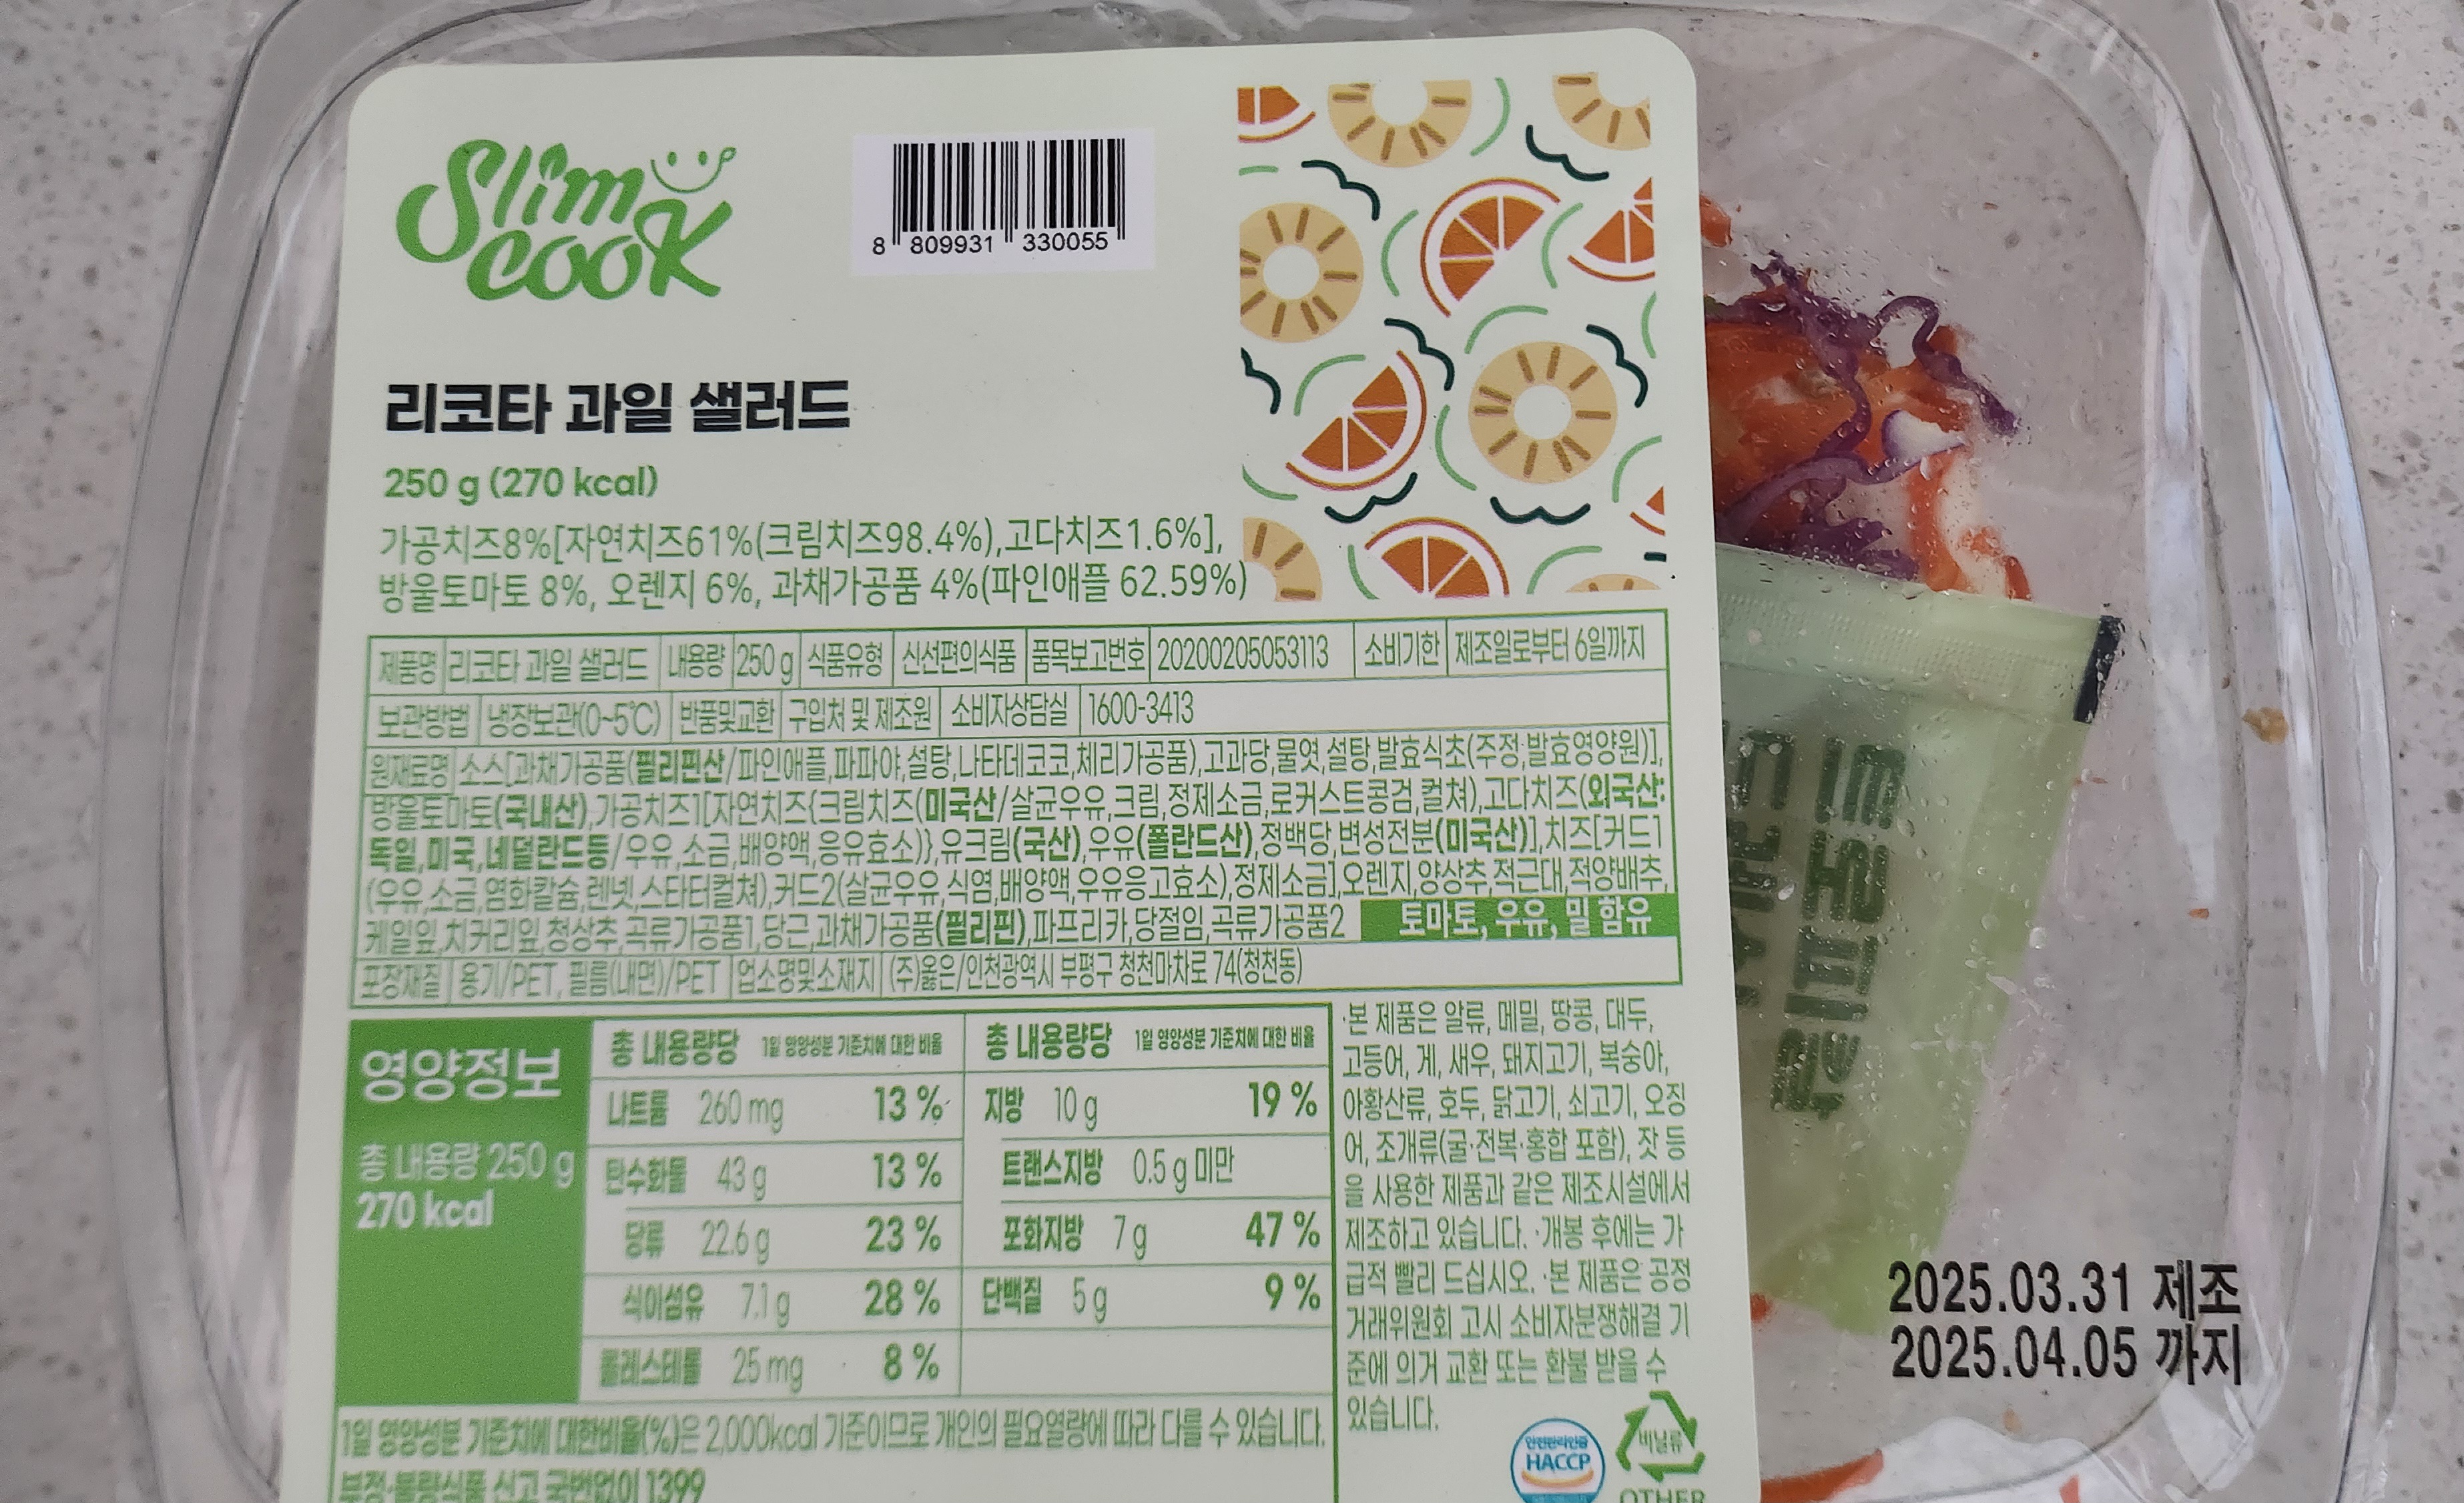 Slim
cook
8 809931 330055
리코타 과일 샐러드
250 g (270 kcal)
가공치즈8%[자연치즈61%(크림치즈98.4%),고다치즈1.6%],
방울토마토 8%, 오렌지 6%, 과채가공품 4%(파인애플 62.59%)
제품명 리코타 과일 샐러드 내용량 250 g 식품유형 신선편의식품 품목보고번호 20200205053113 소비기한 제조일로부터 6일까지
보관방법 냉장보관(0~5℃) 반품및교환 구입처 및 제조원 소비자상담실 1600-3413
원재료명 소스[과채가공품(필리핀산/파인애플,파파야,설탕,나타데코코,체리가공품),고과당,물엿,설탕,발효식초(주정,발효영양원)],
방울토마토(국내산),가공치즈1[자연치즈{크림치즈(미국산/살균우유,크림,정제소금,로커스트콩검,컬쳐),고다치즈(외국산:
독일,미국,네덜란드등/우유,소금,배양액,응유효소)},유크림(국산),우유(폴란드산),정백당,변성전분(미국산)],치즈[커드1
(우유,소금,염화칼슘,렌넷,스타터컬쳐),커드2(살균우유,식염,배양액,우유응고효소),정제소금],오렌지,양상추,적근대,적양배추,
케일잎,치커리잎,청상추,곡류가공품1,당근,과채가공품(필리핀),파프리카,당절임,곡류가공품2 토마토, 우유, 밀 함유
포장재질 용기/PET, 필름(내면)/PET 업소명및소재지 (주)옳은/인천광역시 부평구 청천마차로 74(청천동)
영양정보
총 내용량 250 g
270 kcal
총 내용량당 1일 영양성분 기준치에 대한 비율
나트륨 260 mg 13 %
탄수화물 43 g 13 %
당류 22.6 g 23 %
식이섬유 7.1 g 28 %
콜레스테롤 25 mg 8 %
총 내용량당 1일 영양성분 기준치에 대한 비율
지방 10 g 19 %
트랜스지방 0.5 g 미만
포화지방 7 g 47 %
단백질 5 g 9 %
1일 영양성분 기준치에 대한비율(%)은 2,000kcal 기준이므로 개인의 필요열량에 따라 다를 수 있습니다.
부정·불량식품 신고 국번없이 1399
·본 제품은 알류, 메밀, 땅콩, 대두,
고등어, 게, 새우, 돼지고기, 복숭아,
아황산류, 호두, 닭고기, 쇠고기, 오징
어, 조개류(굴·전복·홍합 포함), 잣 등
을 사용한 제품과 같은 제조시설에서
제조하고 있습니다. ·개봉 후에는 가
급적 빨리 드십시오. ·본 제품은 공정
거래위원회 고시 소비자분쟁해결 기
준에 의거 교환 또는 환불 받을 수
있습니다.
안전관리인증
HACCP
비닐류
OTHER
2025.03.31 제조
2025.04.05 까지